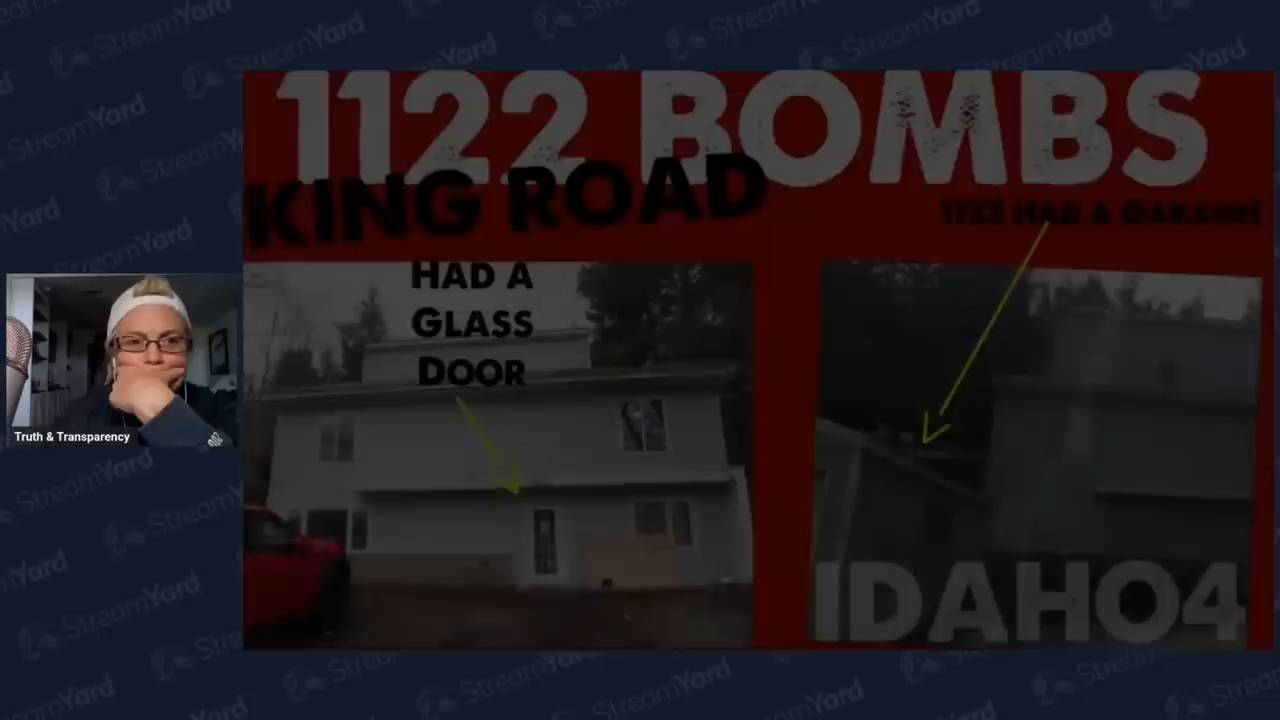 1122 BOMBS
KING ROAD
1122 HAD A GARAGE!
HAD A
GLASS
DOOR
IDAHO4
Truth & Transparency
StreamYard